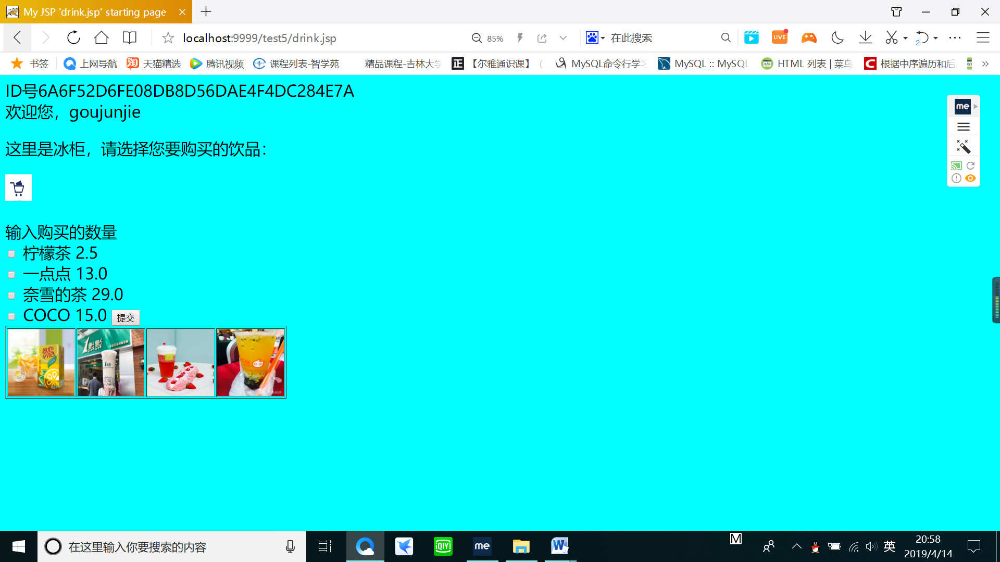 My JSP 'drink.jsp' starting page
localhost:9999/test5/drink.jsp
85%
在此搜索
LIVE
2
书签
上网导航
天猫精选
腾讯视频
课程列表-智学苑
精品课程-吉林大学
【尔雅通识课】（
MySQL命令行学习
MySQL :: MySQL
HTML 列表 | 菜鸟
根据中序遍历和后
ID号6A6F52D6FE08DB8D56DAE4F4DC284E7A
欢迎您，goujunjie
me
这里是冰柜，请选择您要购买的饮品：
输入购买的数量
柠檬茶 2.5
一点点 13.0
奈雪的茶 29.0
COCO 15.0 提交
1點點
在这里输入你要搜索的内容
iQIYI
me
W
M
英
20:58
2019/4/14